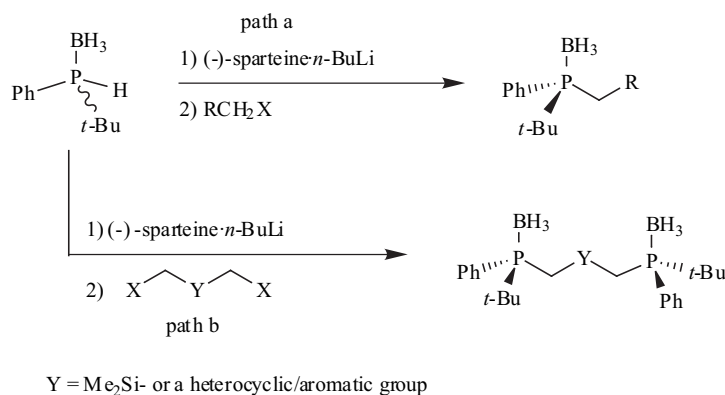 path a
BH3
Ph P H
t-Bu
1) (-)-sparteine·n-BuLi
2) RCH2X
BH3
Ph P R
t-Bu
1) (-) -sparteine·n-BuLi
2) X Y X
path b
BH3
Ph P Y
t-Bu
BH3
P t-Bu
Ph
Y = Me2Si- or a heterocyclic/aromatic group